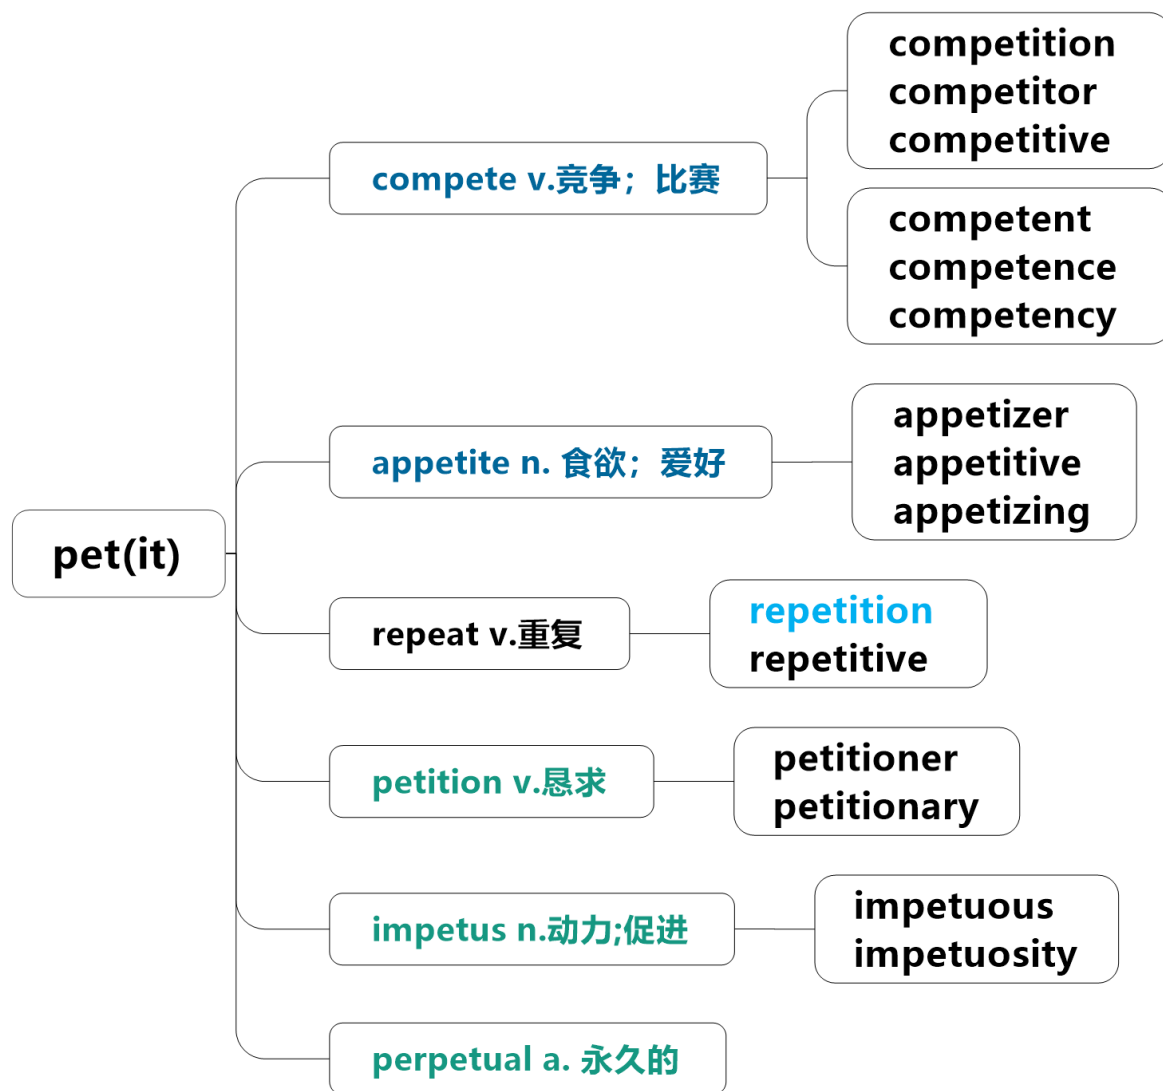 pet(it)
compete v.竞争；比赛
competition
competitor
competitive
competent
competence
competency
appetite n. 食欲；爱好
appetizer
appetitive
appetizing
repeat v.重复
repetition
repetitive
petition v.恳求
petitioner
petitionary
impetus n.动力;促进
impetuous
impetuosity
perpetual a. 永久的